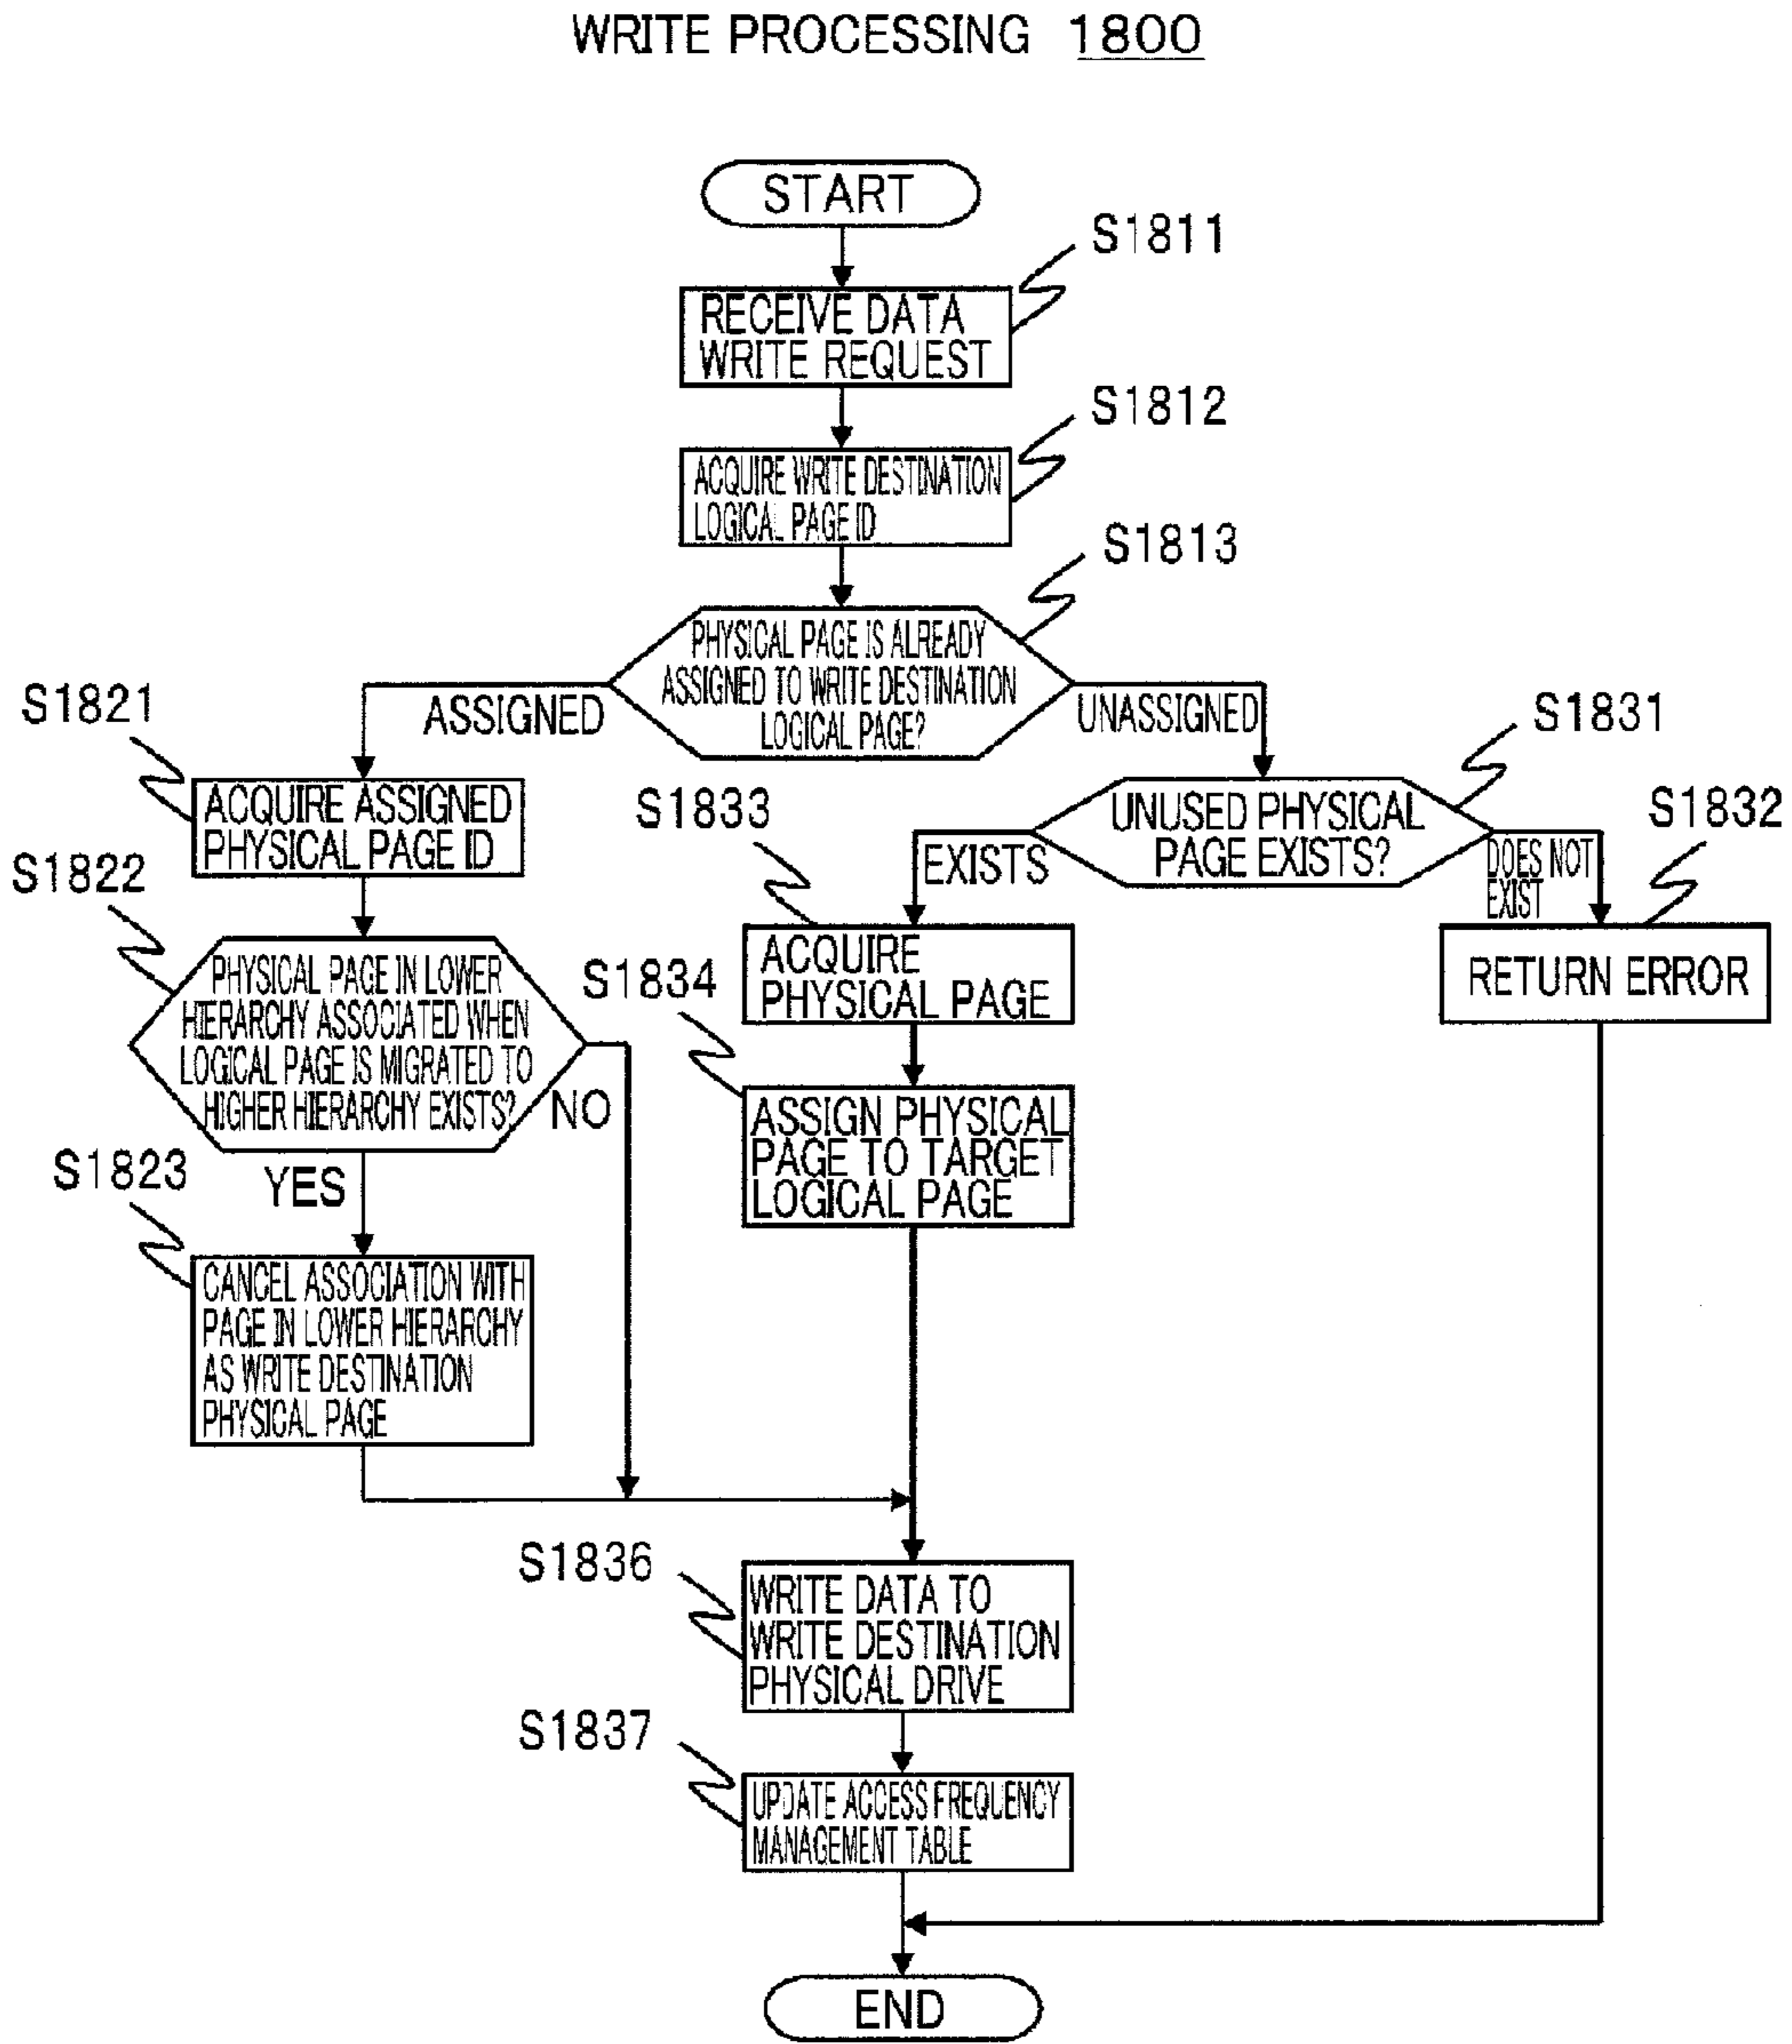 WRITE PROCESSING 1800
START
S1811
RECEIVE DATA
WRITE REQUEST
S1812
ACQUIRE WRITE DESTINATION
LOGICAL PAGE ID
S1813
PHYSICAL PAGE IS ALREADY
ASSIGNED TO WRITE DESTINATION
LOGICAL PAGE?
ASSIGNED
UNASSIGNED
S1821
ACQUIRE ASSIGNED
PHYSICAL PAGE ID
S1822
PHYSICAL PAGE IN LOWER
HIERARCHY ASSOCIATED WHEN
LOGICAL PAGE IS MIGRATED TO
HIGHER HIERARCHY EXISTS?
NO
YES
S1823
CANCEL ASSOCIATION WITH
PAGE IN LOWER HIERARCHY
AS WRITE DESTINATION
PHYSICAL PAGE
S1831
UNUSED PHYSICAL
PAGE EXISTS?
EXISTS
DOES NOT
EXIST
S1832
RETURN ERROR
S1833
ACQUIRE
PHYSICAL PAGE
S1834
ASSIGN PHYSICAL
PAGE TO TARGET
LOGICAL PAGE
S1836
WRITE DATA TO
WRITE DESTINATION
PHYSICAL DRIVE
S1837
UPDATE ACCESS FREQUENCY
MANAGEMENT TABLE
END